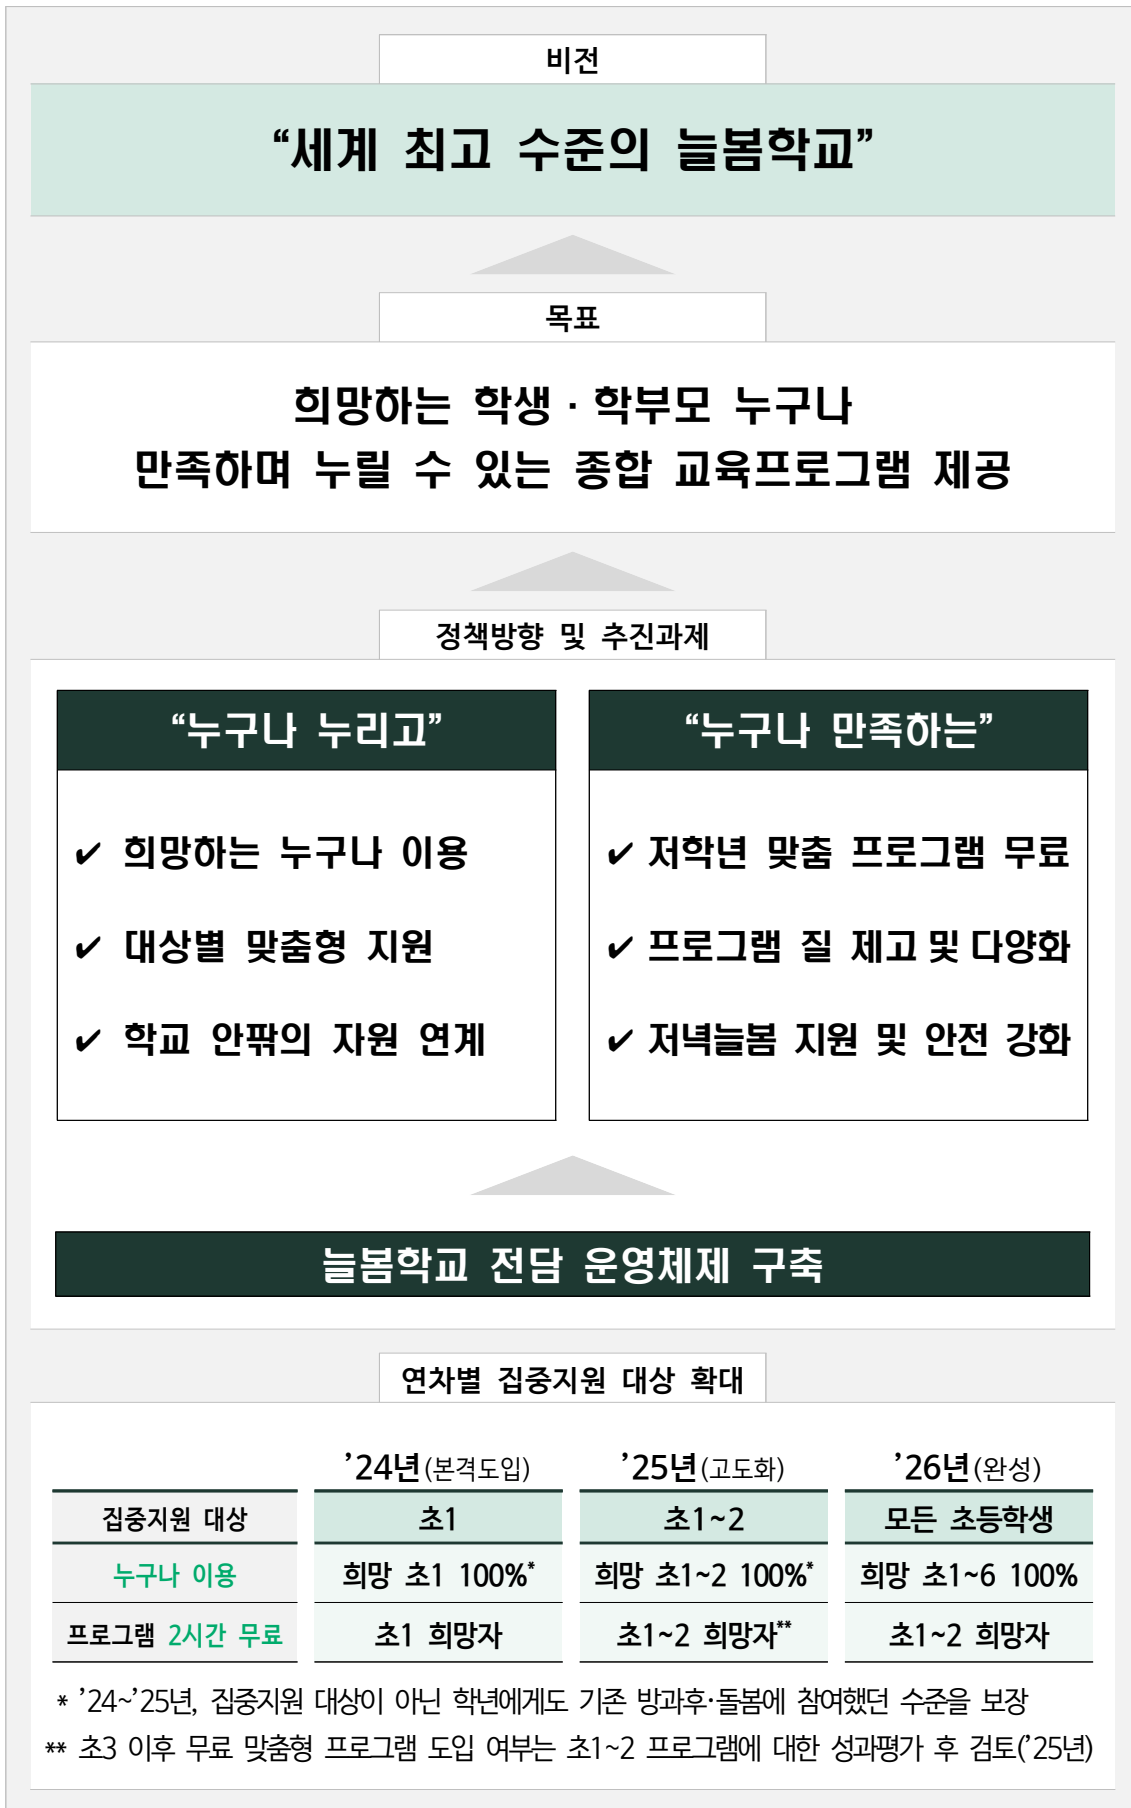 비전
“세계 최고 수준의 늘봄학교”
목표
희망하는 학생·학부모 누구나
만족하며 누릴 수 있는 종합 교육프로그램 제공
정책방향 및 추진과제
“누구나 누리고”
✔ 희망하는 누구나 이용
✔ 대상별 맞춤형 지원
✔ 학교 안팎의 자원 연계
“누구나 만족하는”
✔ 저학년 맞춤 프로그램 무료
✔ 프로그램 질 제고 및 다양화
✔ 저녁늘봄 지원 및 안전 강화
늘봄학교 전담 운영체제 구축
연차별 집중지원 대상 확대
’24년(본격도입) ’25년(고도화) ’26년(완성)
집중지원 대상 초1 초1~2 모든 초등학생
누구나 이용 희망 초1 100%* 희망 초1~2 100%* 희망 초1~6 100%
프로그램 2시간 무료 초1 희망자 초1~2 희망자** 초1~2 희망자
* ’24~’25년, 집중지원 대상이 아닌 학년에게도 기존 방과후·돌봄에 참여했던 수준을 보장
** 초3 이후 무료 맞춤형 프로그램 도입 여부는 초1~2 프로그램에 대한 성과평가 후 검토(’25년)